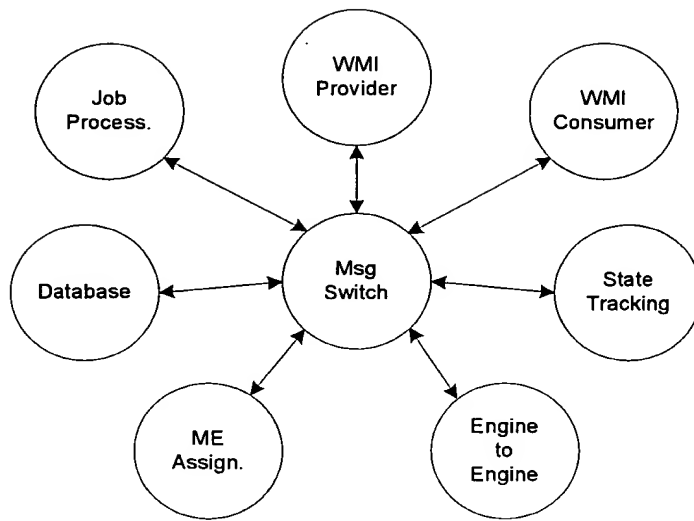 WMI
Provider
Job
Process.
WMI
Consumer
Msg
Switch
Database
State
Tracking
ME
Assign.
Engine
to
Engine